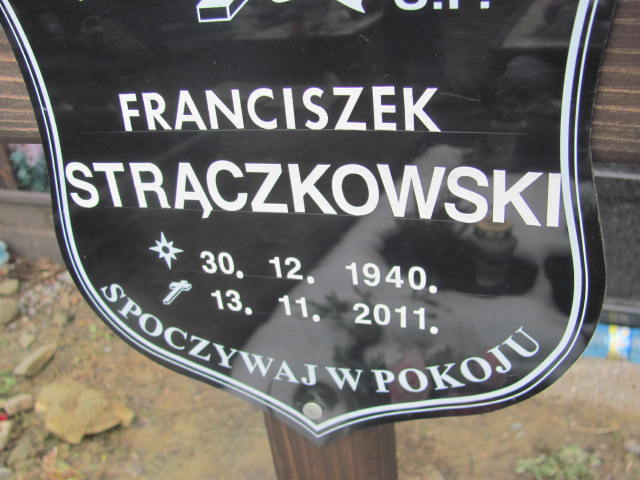 FRANCISZEK
STRĄCZKOWSKI
30. 12. 1940.
13. 11. 2011.
SPOCZYWAJ W POKOJU